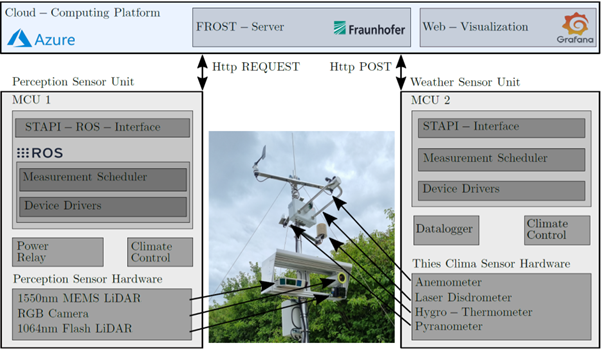 Cloud – Computing Platform
Azure
FROST – Server
Fraunhofer
Web – Visualization
Grafana
Http REQUEST
Http POST
Perception Sensor Unit
MCU 1
STAPI – ROS – Interface
ROS
Measurement Scheduler
Device Drivers
Power
Relay
Climate
Control
Perception Sensor Hardware
1550nm MEMS LiDAR
RGB Camera
1064nm Flash LiDAR
Weather Sensor Unit
MCU 2
STAPI – Interface
Measurement Scheduler
Device Drivers
Datalogger
Climate
Control
Thies Clima Sensor Hardware
Anemometer
Laser Disdrometer
Hygro – Thermometer
Pyranometer